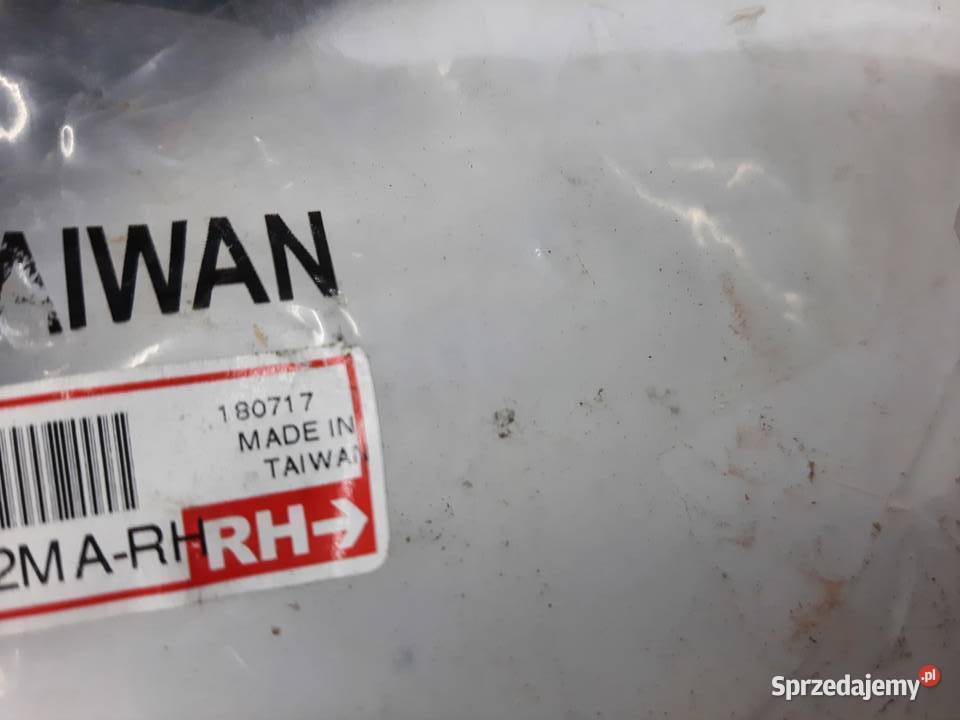 AIWAN
180717
MADE IN
TAIWAN
2MA-RH
RH→
Sprzedajemy.pl